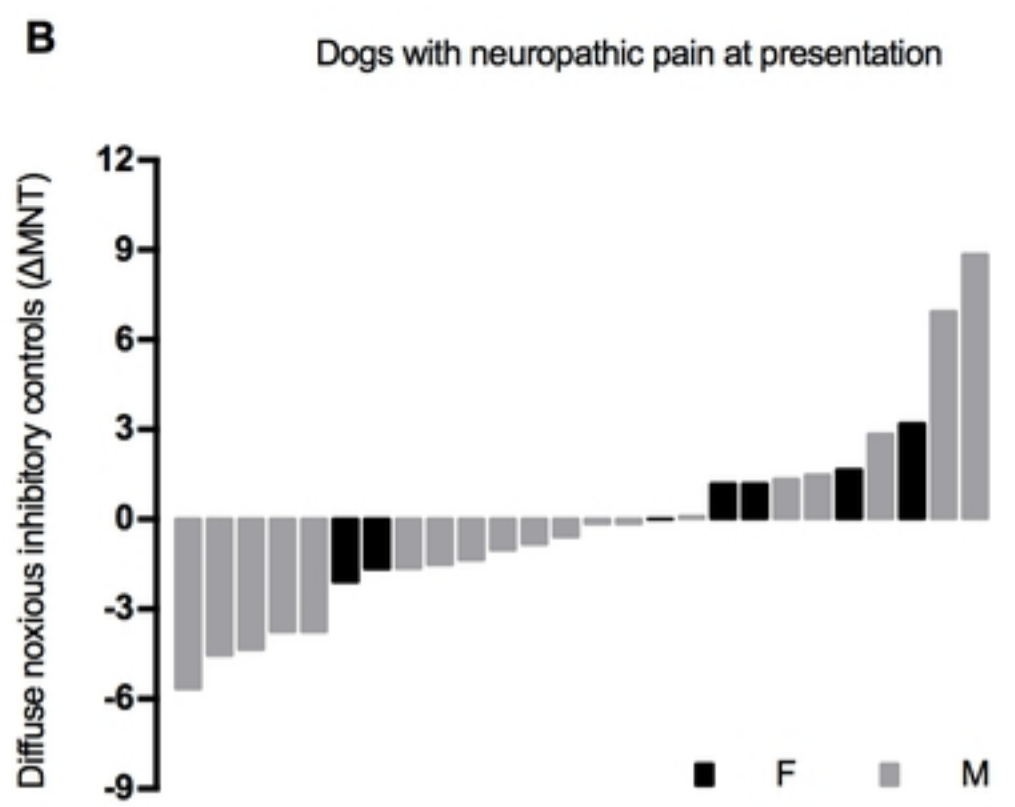 B
Dogs with neuropathic pain at presentation
Diffuse noxious inhibitory controls (ΔMNT)
12
9
6
3
0
-3
-6
-9
F
M